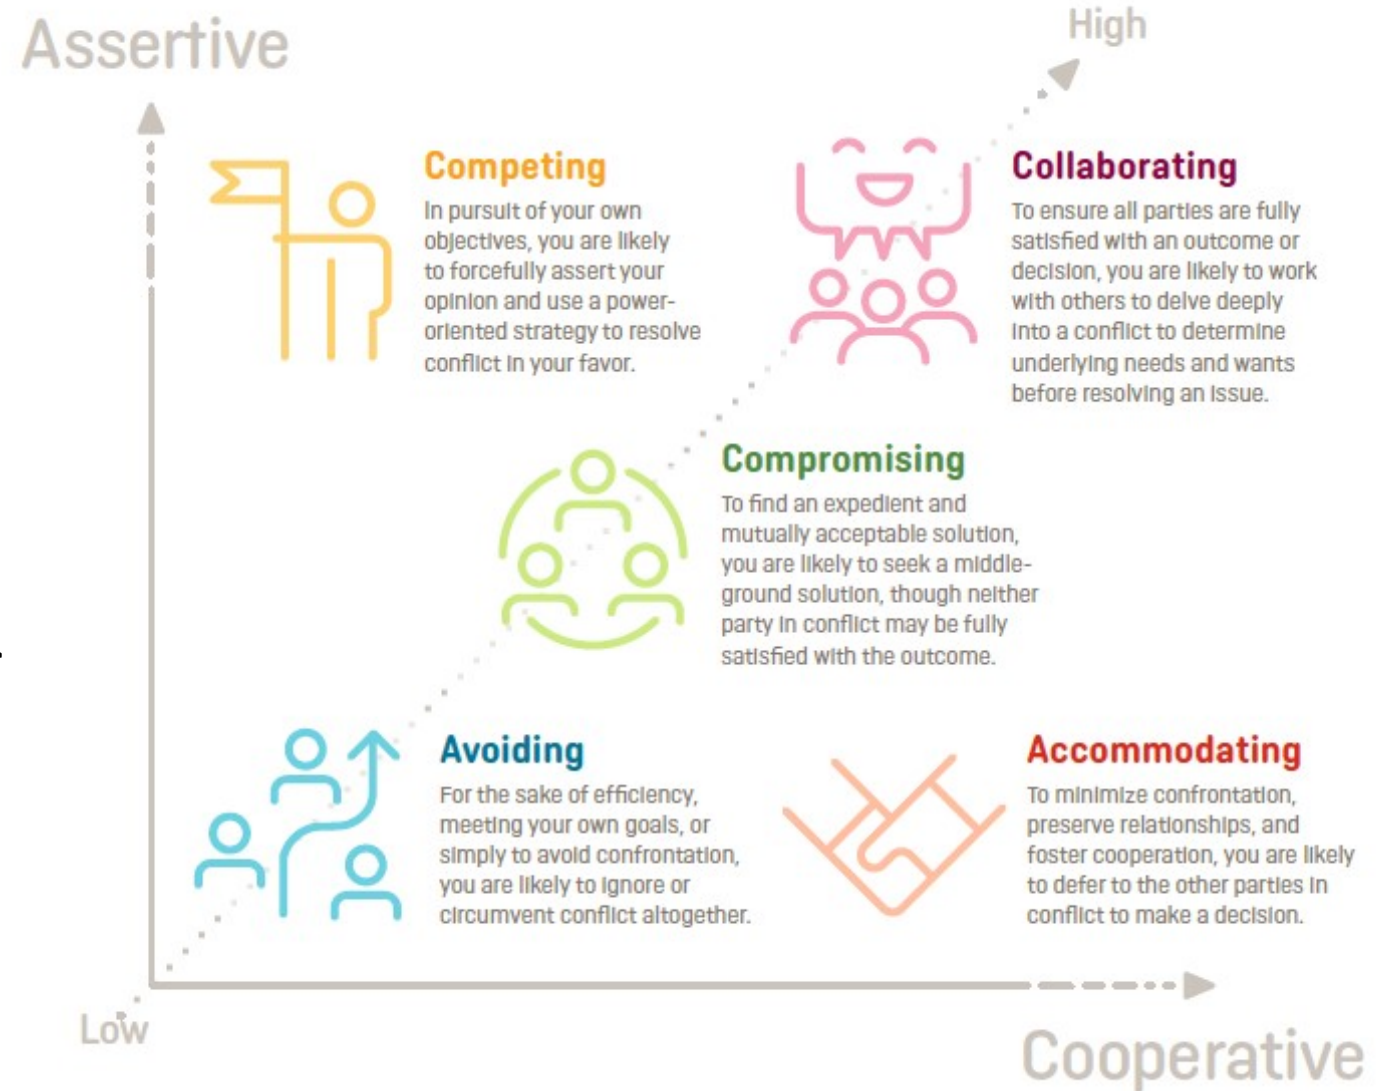 Assertive
High
Competing
In pursuit of your own
objectives, you are likely
to forcefully assert your
opinion and use a power-
oriented strategy to resolve
conflict in your favor.
Collaborating
To ensure all parties are fully
satisfied with an outcome or
decision, you are likely to work
with others to delve deeply
into a conflict to determine
underlying needs and wants
before resolving an issue.
Compromising
To find an expedient and
mutually acceptable solution,
you are likely to seek a middle-
ground solution, though neither
party in conflict may be fully
satisfied with the outcome.
Avoiding
For the sake of efficiency,
meeting your own goals, or
simply to avoid confrontation,
you are likely to ignore or
circumvent conflict altogether.
Accommodating
To minimize confrontation,
preserve relationships, and
foster cooperation, you are likely
to defer to the other parties in
conflict to make a decision.
Low
Cooperative